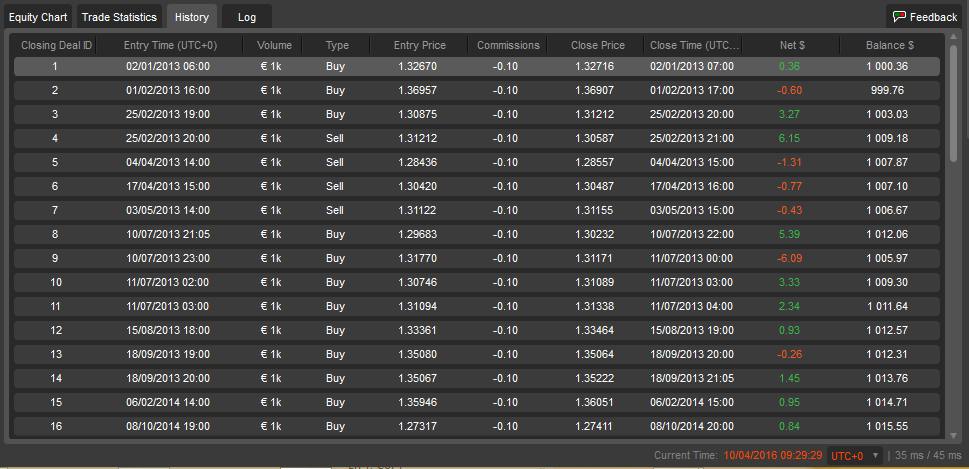 Equity Chart Trade Statistics History Log Feedback
Closing Deal ID Entry Time (UTC+0) Volume Type Entry Price Commissions Close Price Close Time (UTC... Net $ Balance $
1 02/01/2013 06:00 € 1k Buy 1.32670 -0.10 1.32716 02/01/2013 07:00 0.36 1 000.36
2 01/02/2013 16:00 € 1k Buy 1.36957 -0.10 1.36907 01/02/2013 17:00 -0.60 999.76
3 25/02/2013 19:00 € 1k Buy 1.30875 -0.10 1.31212 25/02/2013 20:00 3.27 1 003.03
4 25/02/2013 20:00 € 1k Sell 1.31212 -0.10 1.30587 25/02/2013 21:00 6.15 1 009.18
5 04/04/2013 14:00 € 1k Sell 1.28436 -0.10 1.28557 04/04/2013 15:00 -1.31 1 007.87
6 17/04/2013 15:00 € 1k Sell 1.30420 -0.10 1.30487 17/04/2013 16:00 -0.77 1 007.10
7 03/05/2013 14:00 € 1k Sell 1.31122 -0.10 1.31155 03/05/2013 15:00 -0.43 1 006.67
8 10/07/2013 21:05 € 1k Buy 1.29683 -0.10 1.30232 10/07/2013 22:00 5.39 1 012.06
9 10/07/2013 23:00 € 1k Buy 1.31770 -0.10 1.31171 11/07/2013 00:00 -6.09 1 005.97
10 11/07/2013 02:00 € 1k Buy 1.30746 -0.10 1.31089 11/07/2013 03:00 3.33 1 009.30
11 11/07/2013 03:00 € 1k Buy 1.31094 -0.10 1.31338 11/07/2013 04:00 2.34 1 011.64
12 15/08/2013 18:00 € 1k Buy 1.33361 -0.10 1.33464 15/08/2013 19:00 0.93 1 012.57
13 18/09/2013 19:00 € 1k Buy 1.35080 -0.10 1.35064 18/09/2013 20:00 -0.26 1 012.31
14 18/09/2013 20:00 € 1k Buy 1.35067 -0.10 1.35222 18/09/2013 21:05 1.45 1 013.76
15 06/02/2014 14:00 € 1k Buy 1.35946 -0.10 1.36051 06/02/2014 15:00 0.95 1 014.71
16 08/10/2014 19:00 € 1k Buy 1.27317 -0.10 1.27411 08/10/2014 20:00 0.84 1 015.55
Current Time: 10/04/2016 09:29:29 UTC+0 | 35 ms / 45 ms